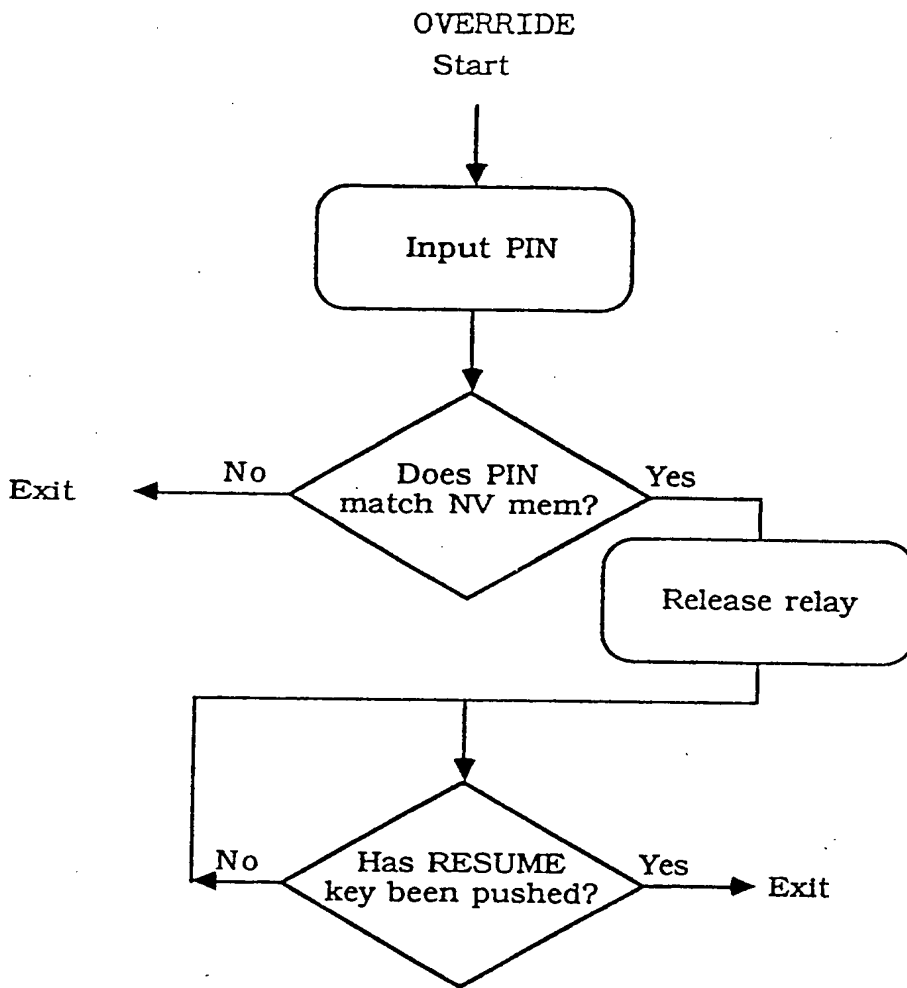 OVERRIDE
Start
Input PIN
Does PIN
match NV mem?
No
Yes
Exit
Release relay
Has RESUME
key been pushed?
No
Yes
Exit